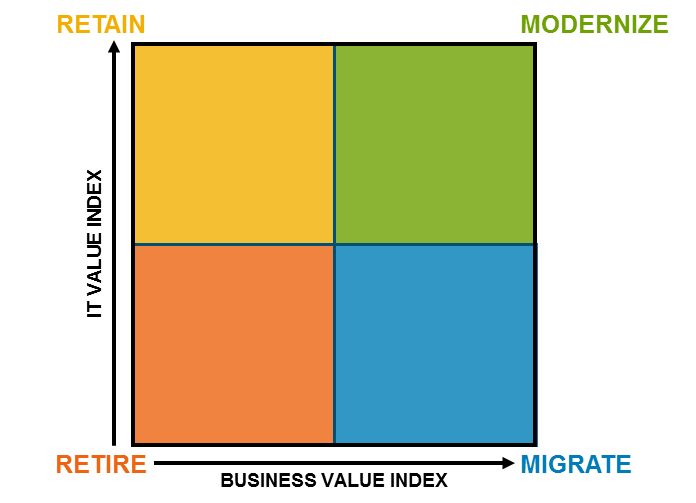 RETAIN
MODERNIZE
IT VALUE INDEX
RETIRE
MIGRATE
BUSINESS VALUE INDEX